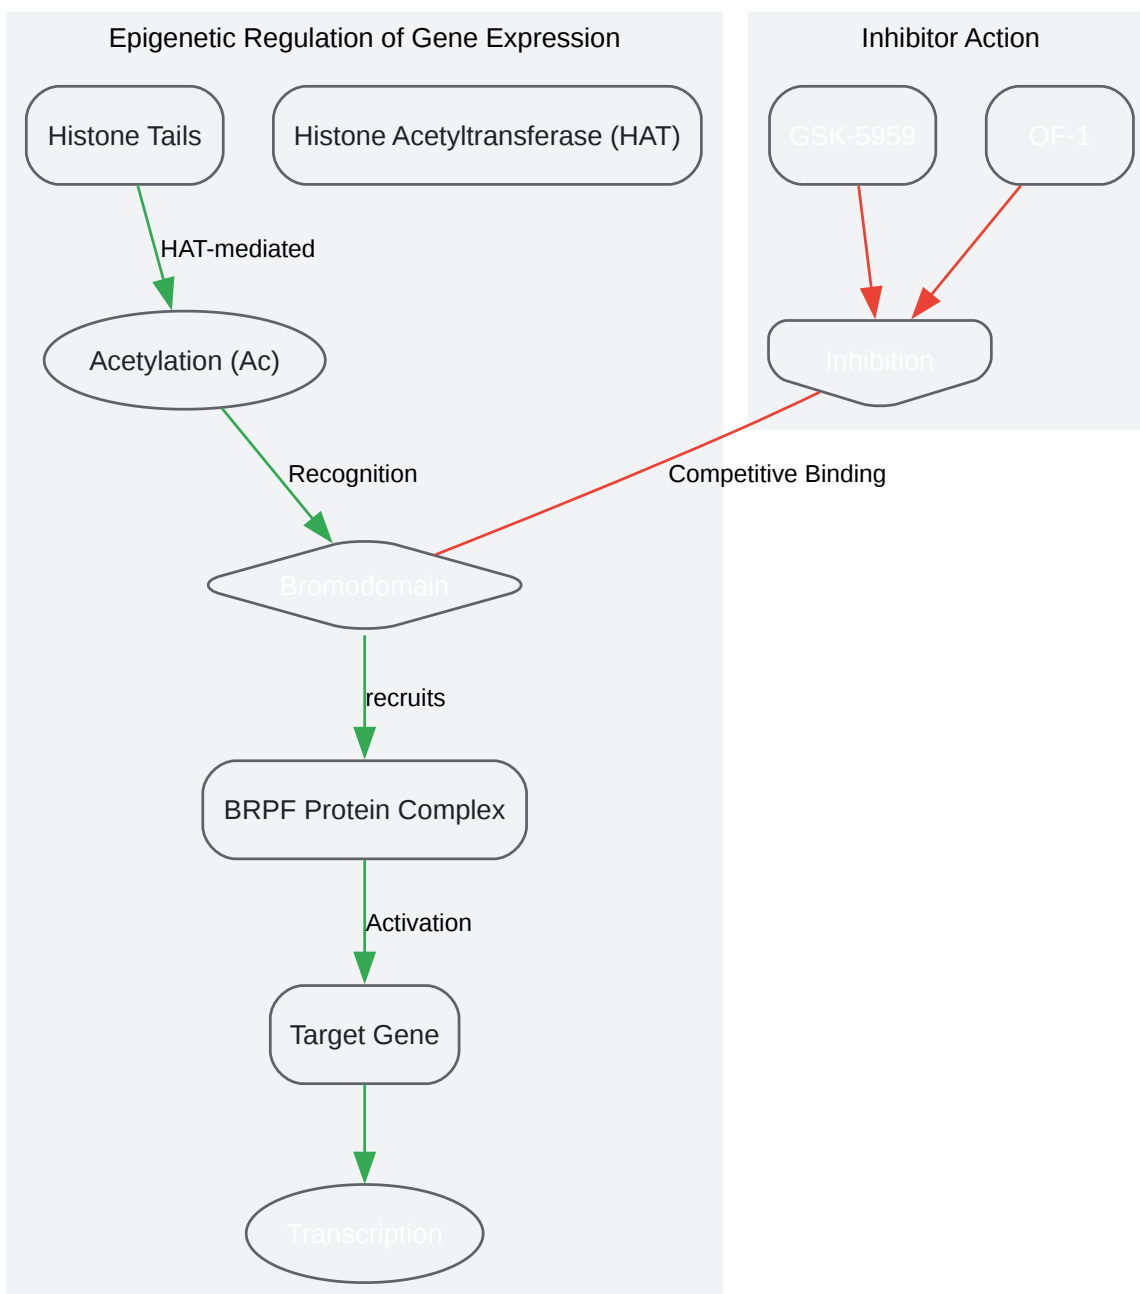 Epigenetic Regulation of Gene Expression
Inhibitor Action
Histone Tails
Histone Acetyltransferase (HAT)
GSK-5959
OF-1
HAT-mediated
Acetylation (Ac)
Inhibition
Recognition
Competitive Binding
Bromodomain
recruits
BRPF Protein Complex
Activation
Target Gene
Transcription